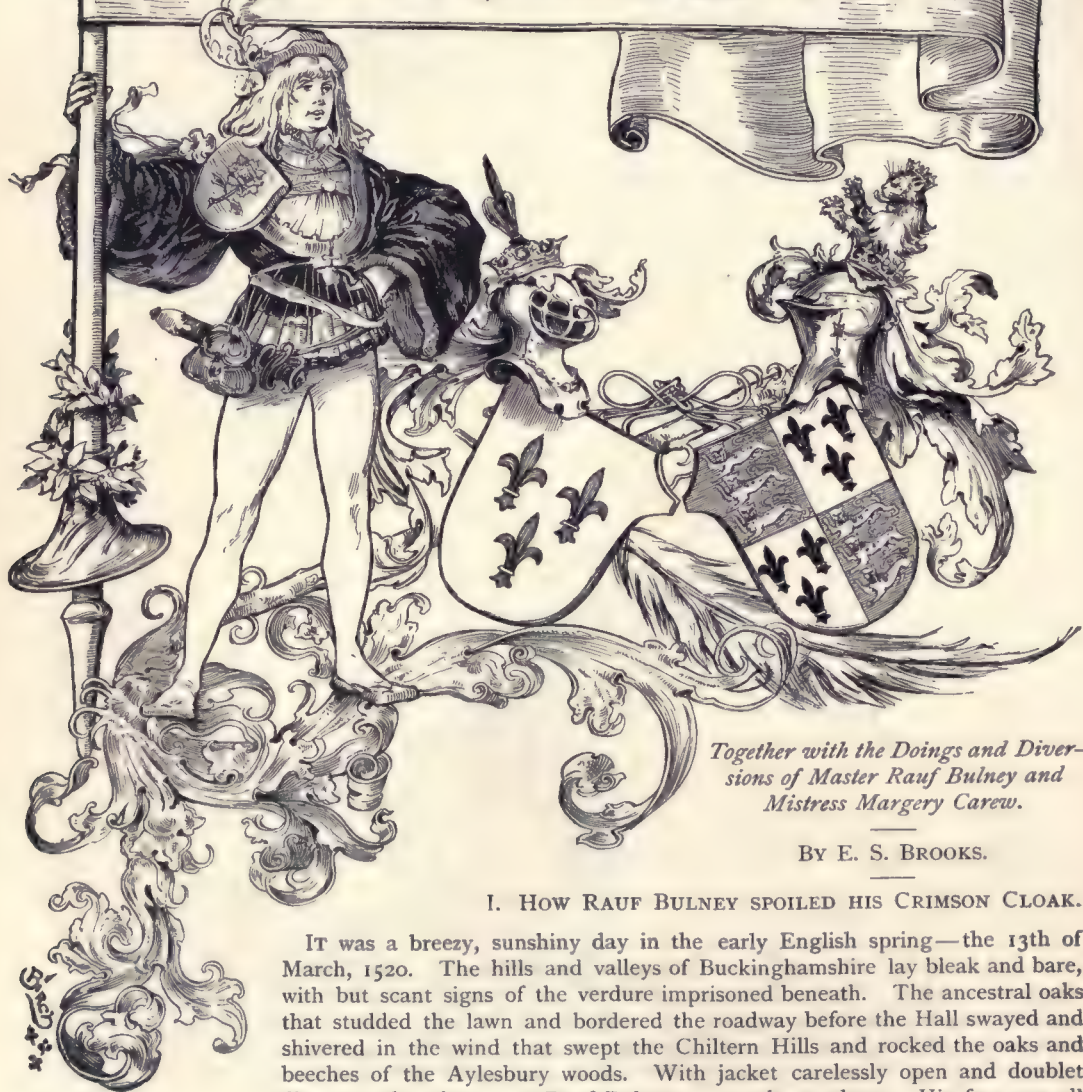 Together with the Doings and Diver-
sions of Master Rauf Bulney and
Mistress Margery Carew.
BY E. S. BROOKS.
I. HOW RAUF BULNEY SPOILED HIS CRIMSON CLOAK.
IT was a breezy, sunshiny day in the early English spring—the 13th of
March, 1520. The hills and valleys of Buckinghamshire lay bleak and bare,
with but scant signs of the verdure imprisoned beneath. The ancestral oaks
that studded the lawn and bordered the roadway before the Hall swayed and
shivered in the wind that swept the Chiltern Hills and rocked the oaks and
beeches of the Aylesbury woods. With jacket carelessly open and doublet
Birch